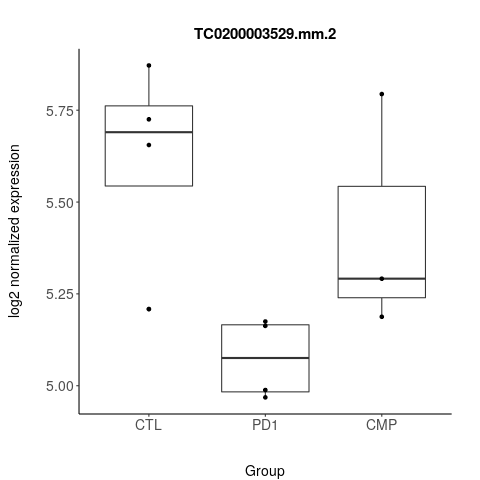 TC0200003529.mm.2
log2 normalized expression
5.75
5.50
5.25
5.00
CTL PD1 CMP
Group